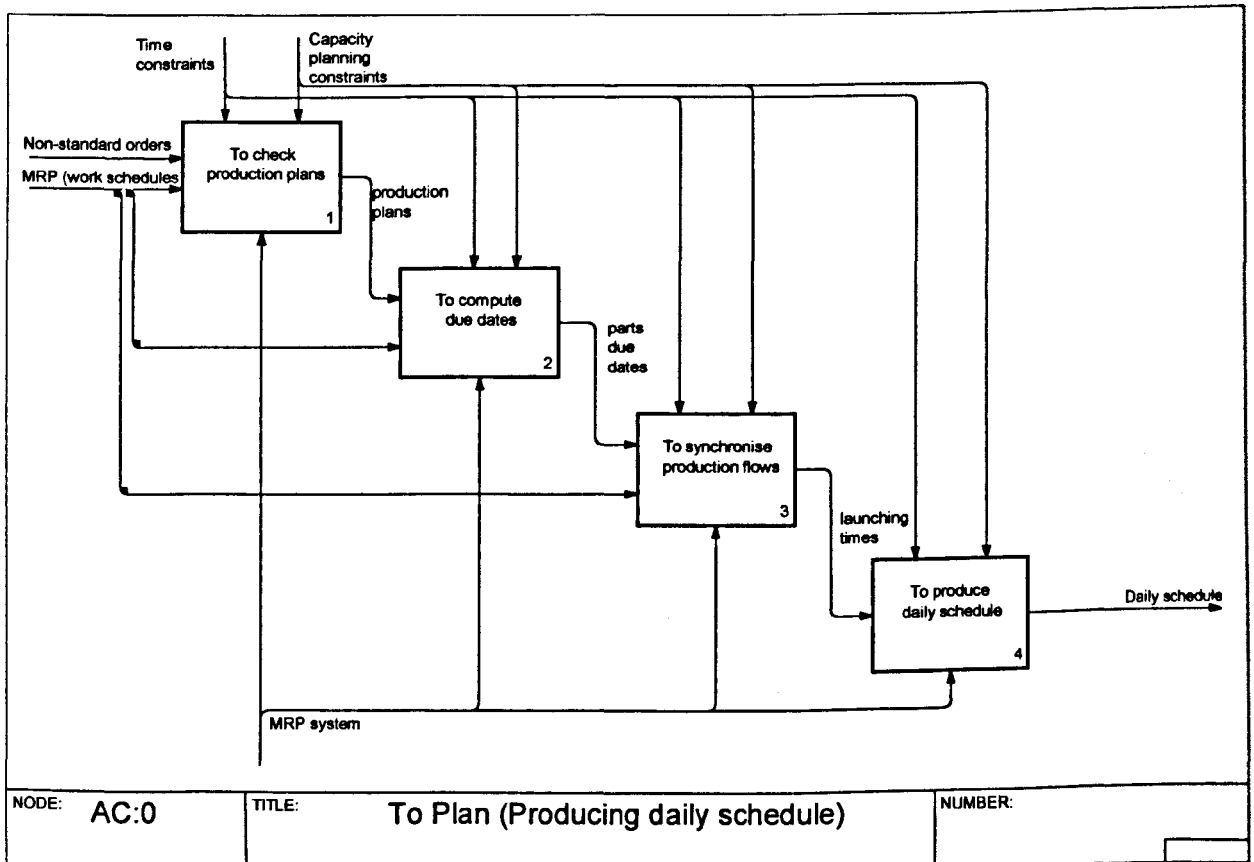 Time
constraints
Capacity
planning
constraints
Non-standard orders
MRP (work schedules
To check
production plans
1
production
plans
To compute
due dates
2
parts
due
dates
To synchronise
production flows
3
launching
times
To produce
daily schedule
4
Daily schedule
MRP system
NODE:
AC:0
TITLE:
To Plan (Producing daily schedule)
NUMBER: